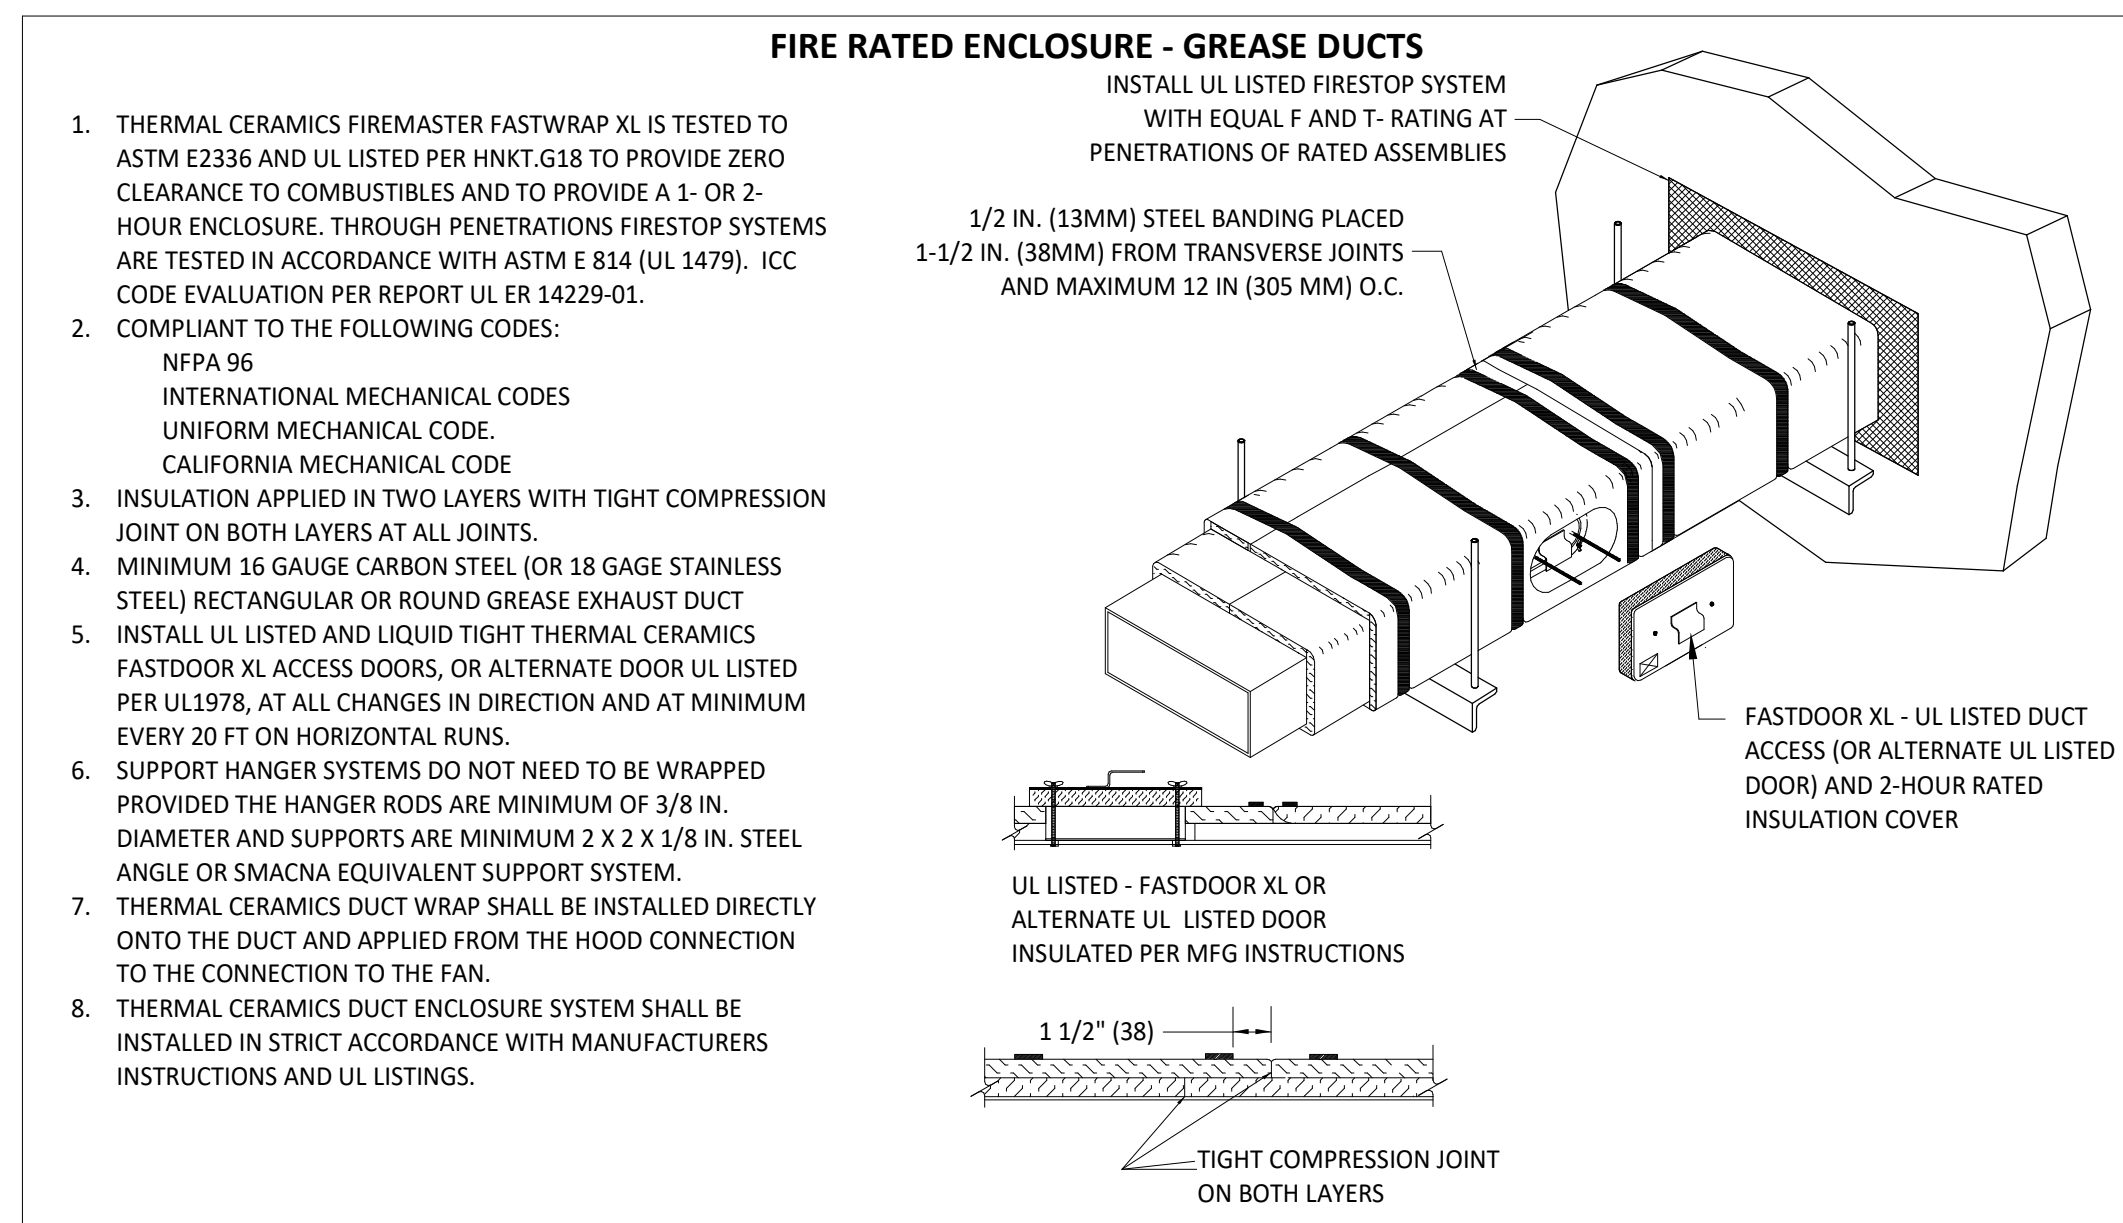 FIRE RATED ENCLOSURE - GREASE DUCTS
1. THERMAL CERAMICS FIREMASTER FASTWRAP XL IS TESTED TO
ASTM E2336 AND UL LISTED PER HNKT.G18 TO PROVIDE ZERO
CLEARANCE TO COMBUSTIBLES AND TO PROVIDE A 1- OR 2-
HOUR ENCLOSURE. THROUGH PENETRATIONS FIRESTOP SYSTEMS
ARE TESTED IN ACCORDANCE WITH ASTM E 814 (UL 1479).  ICC
CODE EVALUATION PER REPORT UL ER 14229-01.
2. COMPLIANT TO THE FOLLOWING CODES:
NFPA 96
INTERNATIONAL MECHANICAL CODES
UNIFORM MECHANICAL CODE.
CALIFORNIA MECHANICAL CODE
3. INSULATION APPLIED IN TWO LAYERS WITH TIGHT COMPRESSION
JOINT ON BOTH LAYERS AT ALL JOINTS.
4. MINIMUM 16 GAUGE CARBON STEEL (OR 18 GAGE STAINLESS
STEEL) RECTANGULAR OR ROUND GREASE EXHAUST DUCT
5. INSTALL UL LISTED AND LIQUID TIGHT THERMAL CERAMICS
FASTDOOR XL ACCESS DOORS, OR ALTERNATE DOOR UL LISTED
PER UL1978, AT ALL CHANGES IN DIRECTION AND AT MINIMUM
EVERY 20 FT ON HORIZONTAL RUNS.
6. SUPPORT HANGER SYSTEMS DO NOT NEED TO BE WRAPPED
PROVIDED THE HANGER RODS ARE MINIMUM OF 3/8 IN.
DIAMETER AND SUPPORTS ARE MINIMUM 2 X 2 X 1/8 IN. STEEL
ANGLE OR SMACNA EQUIVALENT SUPPORT SYSTEM.
7. THERMAL CERAMICS DUCT WRAP SHALL BE INSTALLED DIRECTLY
ONTO THE DUCT AND APPLIED FROM THE HOOD CONNECTION
TO THE CONNECTION TO THE FAN.
8. THERMAL CERAMICS DUCT ENCLOSURE SYSTEM SHALL BE
INSTALLED IN STRICT ACCORDANCE WITH MANUFACTURERS
INSTRUCTIONS AND UL LISTINGS.
INSTALL UL LISTED FIRESTOP SYSTEM
WITH EQUAL F AND T- RATING AT
PENETRATIONS OF RATED ASSEMBLIES
1/2 IN. (13MM) STEEL BANDING PLACED
1-1/2 IN. (38MM) FROM TRANSVERSE JOINTS
AND MAXIMUM 12 IN (305 MM) O.C.
FASTDOOR XL - UL LISTED DUCT
ACCESS (OR ALTERNATE UL LISTED
DOOR) AND 2-HOUR RATED
INSULATION COVER
UL LISTED - FASTDOOR XL OR
ALTERNATE UL  LISTED DOOR
INSULATED PER MFG INSTRUCTIONS
1 1/2" (38)
TIGHT COMPRESSION JOINT
ON BOTH LAYERS